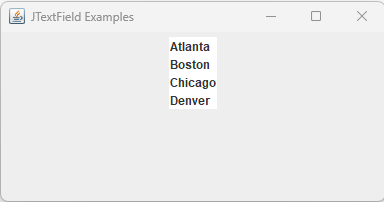 JTextField Examples
Atlanta
Boston
Chicago
Denver